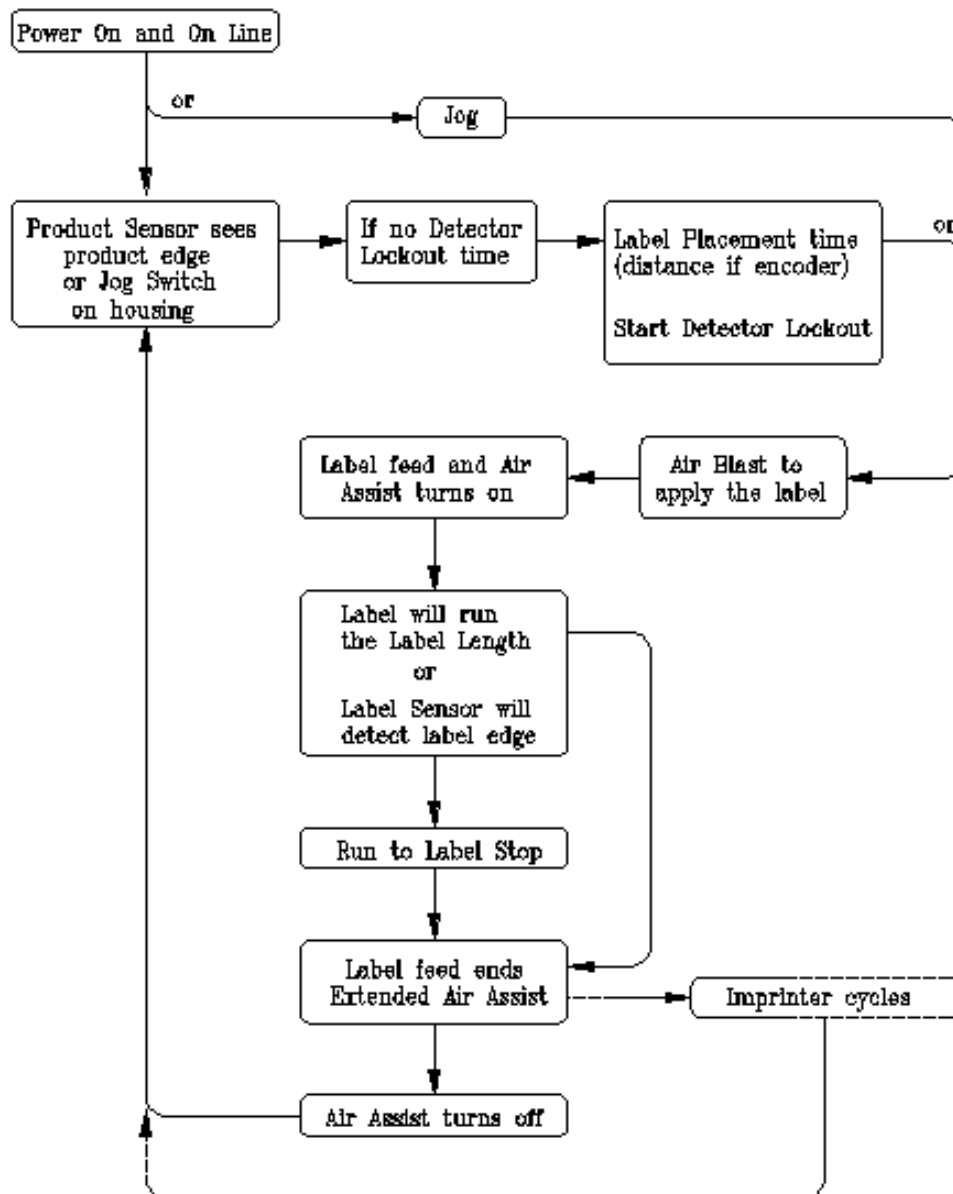 Power On and On Line
or
Jog
Product Sensor sees
product edge
or Jog Switch
on housing
If no Detector
Lockout time
Label Placement time
(distance if encoder)
Start Detector Lockout
or
Label feed and Air
Assist turns on
Air Blast to
apply the label
Label will run
the Label Length
or
Label Sensor will
detect label edge
Run to Label Stop
Label feed ends
Extended Air Assist
Imprinter cycles
Air Assist turns off